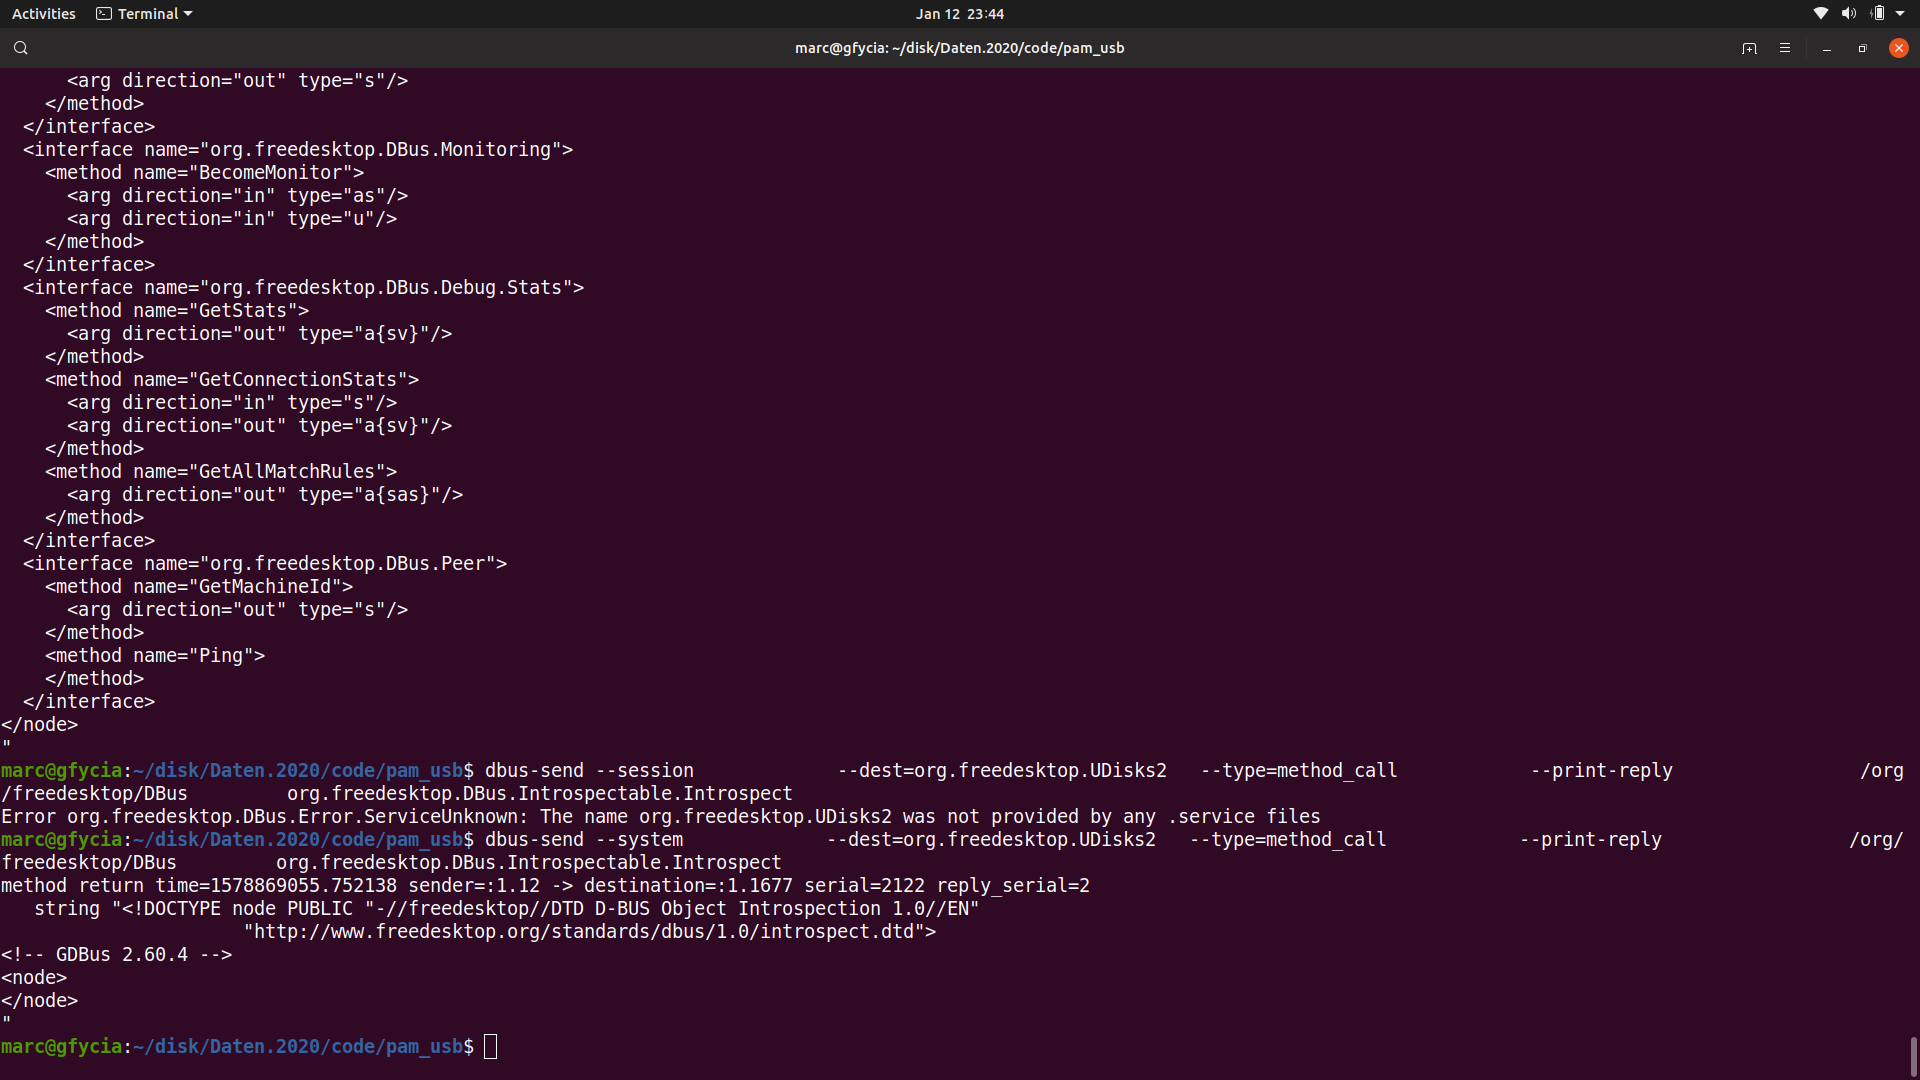 Activities Terminal Jan 12 23:44
marc@gfycia: ~/disk/Daten.2020/code/pam_usb
      <arg direction="out" type="s"/>
    </method>
  </interface>
  <interface name="org.freedesktop.DBus.Monitoring">
    <method name="BecomeMonitor">
      <arg direction="in" type="as"/>
      <arg direction="in" type="u"/>
    </method>
  </interface>
  <interface name="org.freedesktop.DBus.Debug.Stats">
    <method name="GetStats">
      <arg direction="out" type="a{sv}"/>
    </method>
    <method name="GetConnectionStats">
      <arg direction="in" type="s"/>
      <arg direction="out" type="a{sv}"/>
    </method>
    <method name="GetAllMatchRules">
      <arg direction="out" type="a{sas}"/>
    </method>
  </interface>
  <interface name="org.freedesktop.DBus.Peer">
    <method name="GetMachineId">
      <arg direction="out" type="s"/>
    </method>
    <method name="Ping">
    </method>
  </interface>
</node>
"
marc@gfycia:~/disk/Daten.2020/code/pam_usb$ dbus-send --session             --dest=org.freedesktop.UDisks2   --type=method_call            --print-reply                 /org
/freedesktop/DBus         org.freedesktop.DBus.Introspectable.Introspect
Error org.freedesktop.DBus.Error.ServiceUnknown: The name org.freedesktop.UDisks2 was not provided by any .service files
marc@gfycia:~/disk/Daten.2020/code/pam_usb$ dbus-send --system             --dest=org.freedesktop.UDisks2   --type=method_call            --print-reply                 /org/
freedesktop/DBus         org.freedesktop.DBus.Introspectable.Introspect
method return time=1578869055.752138 sender=:1.12 -> destination=:1.1677 serial=2122 reply_serial=2
   string "<!DOCTYPE node PUBLIC "-//freedesktop//DTD D-BUS Object Introspection 1.0//EN"
                      "http://www.freedesktop.org/standards/dbus/1.0/introspect.dtd">
<!-- GDBus 2.60.4 -->
<node>
</node>
"
marc@gfycia:~/disk/Daten.2020/code/pam_usb$